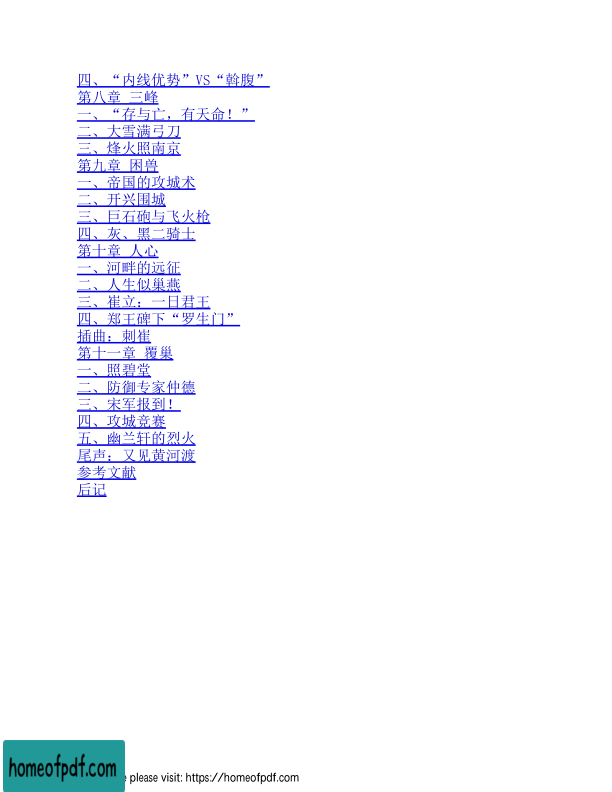 四、“内线优势”VS“斡腹”
第八章 三峰
一、“存与亡，有天命！”
二、大雪满弓刀
三、烽火照南京
第九章 困兽
一、帝国的攻城术
二、开兴围城
三、巨石砲与飞火枪
四、灰、黑二骑士
第十章 人心
一、河畔的远征
二、人生似巢燕
三、崔立：一日君王
四、郑王碑下“罗生门”
插曲：刺崔
第十一章 覆巢
一、照碧堂
二、防御专家仲德
三、宋军报到！
四、攻城竞赛
五、幽兰轩的烈火
尾声：又见黄河渡
参考文献
后记
homeofpdf.com
e please visit: https://homeofpdf.com